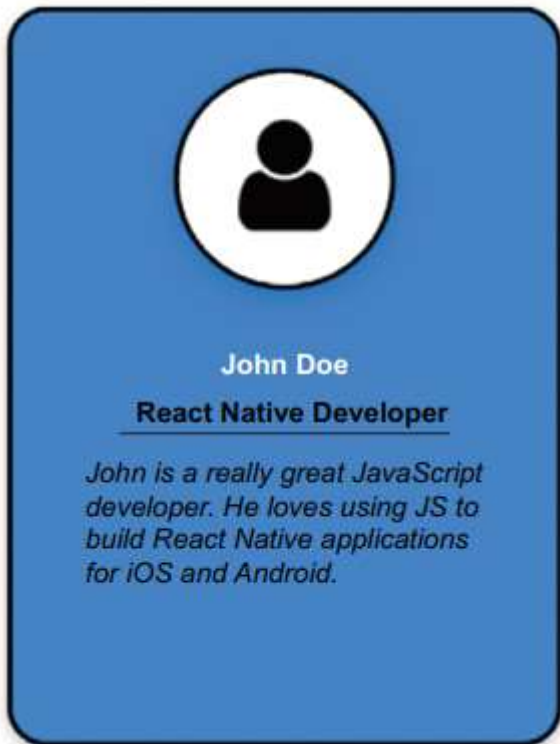 John Doe
React Native Developer
John is a really great JavaScript
developer. He loves using JS to
build React Native applications
for iOS and Android.